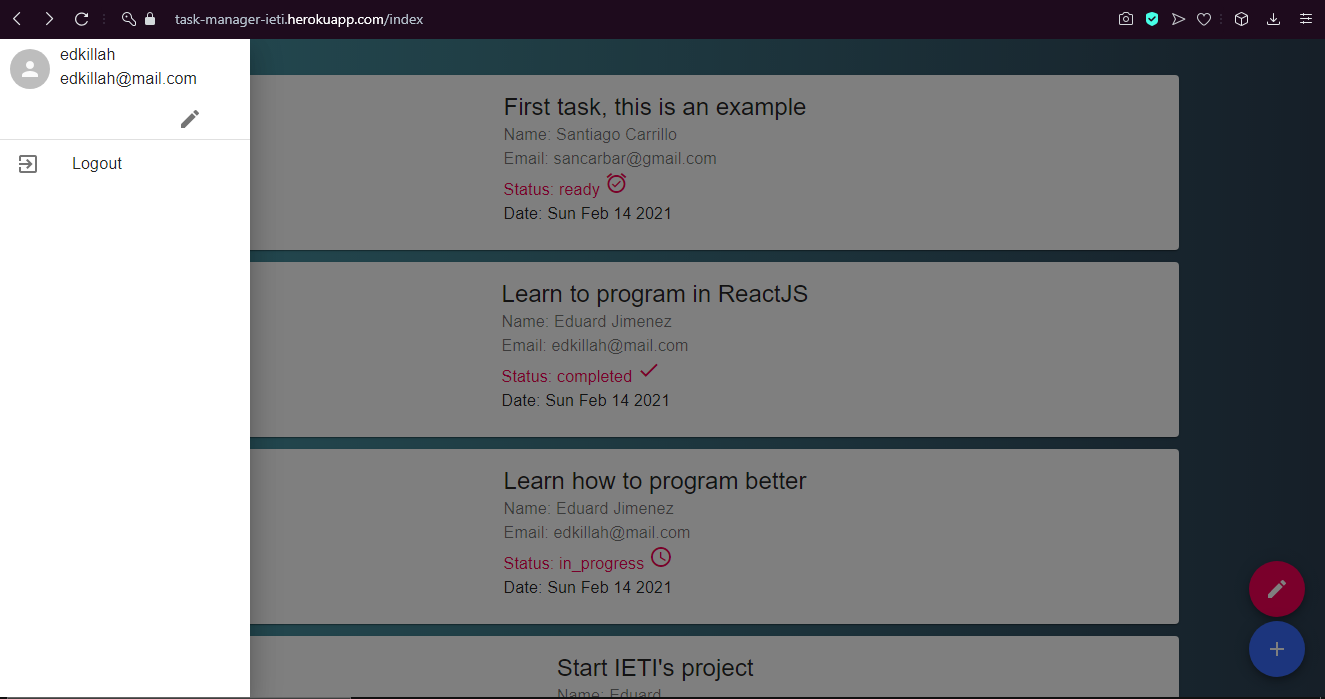 task-manager-ieti.herokuapp.com/index
edkillah
edkillah@mail.com
Logout
First task, this is an example
Name: Santiago Carrillo
Email: sancarbar@gmail.com
Status: ready
Date: Sun Feb 14 2021
Learn to program in ReactJS
Name: Eduard Jimenez
Email: edkillah@mail.com
Status: completed
Date: Sun Feb 14 2021
Learn how to program better
Name: Eduard Jimenez
Email: edkillah@mail.com
Status: in_progress
Date: Sun Feb 14 2021
Start IETI's project
Name: Eduard